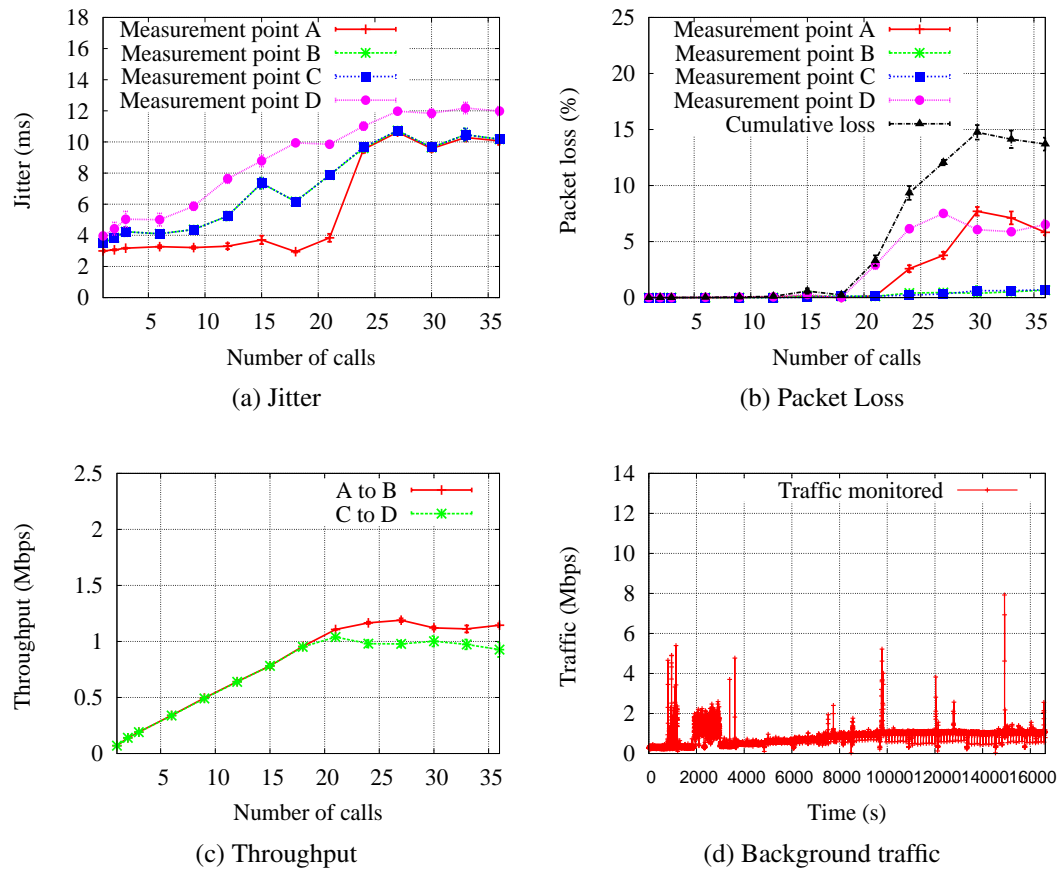 18
16
14
12
10
8
6
4
2
0
5 10 15 20 25 30 35
Jitter (ms)
Number of calls
Measurement point A
Measurement point B
Measurement point C
Measurement point D
(a) Jitter
25
20
15
10
5
0
5 10 15 20 25 30 35
Packet loss (%)
Number of calls
Measurement point A
Measurement point B
Measurement point C
Measurement point D
Cumulative loss
(b) Packet Loss
2.5
2
1.5
1
0.5
0
5 10 15 20 25 30 35
Throughput (Mbps)
Number of calls
A to B
C to D
(c) Throughput
14
12
10
8
6
4
2
0
0 2000 4000 6000 8000 10000 12000 14000 16000
Traffic (Mbps)
Time (s)
Traffic monitored
(d) Background traffic